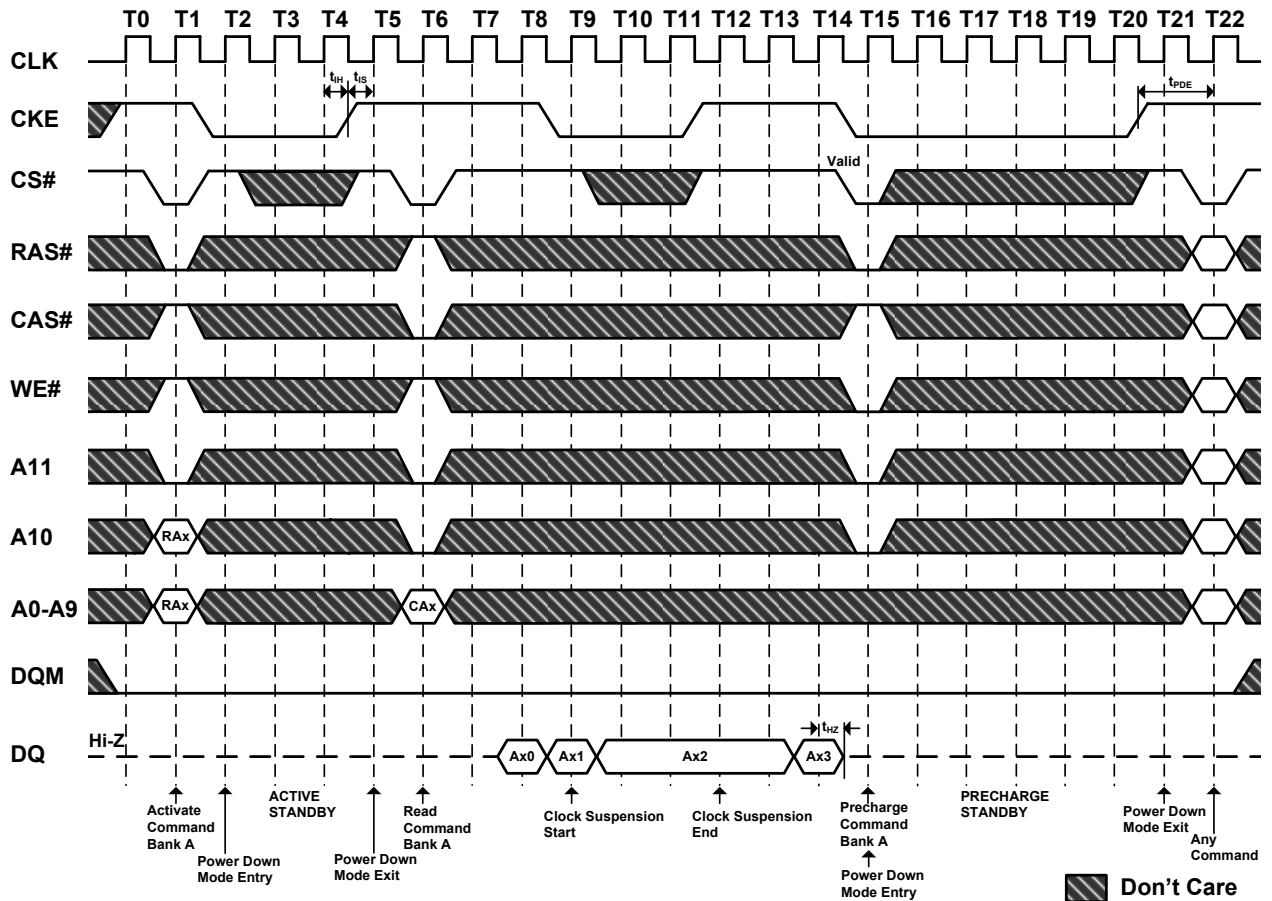 T0 T1 T2 T3 T4 T5 T6 T7 T8 T9 T10 T11 T12 T13 T14 T15 T16 T17 T18 T19 T20 T21 T22
CLK
tIH tIS
tPDE
CKE
Valid
CS#
RAS#
CAS#
WE#
A11
A10
RAx
A0-A9
RAx
CAx
DQM
tHZ
Hi-Z
DQ
Ax0 Ax1 Ax2 Ax3
Activate
Command
Bank A
ACTIVE
STANDBY
Power Down
Mode Entry
Power Down
Mode Exit
Read
Command
Bank A
Clock Suspension
Start
Clock Suspension
End
Precharge
Command
Bank A
Power Down
Mode Entry
PRECHARGE
STANDBY
Power Down
Mode Exit
Any
Command
Don't Care